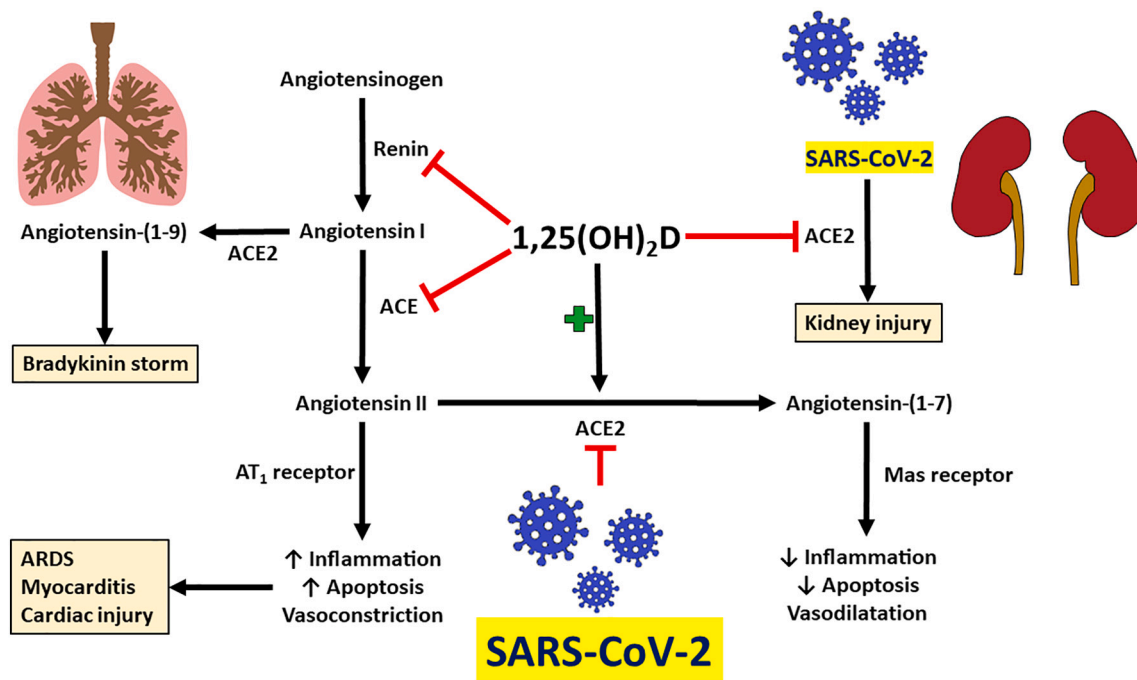 Angiotensinogen
Renin
SARS-CoV-2
Angiotensin-(1-9)
ACE2
Angiotensin I
1,25(OH)₂D
ACE2
ACE
Bradykinin storm
Kidney injury
Angiotensin II
ACE2
Angiotensin-(1-7)
AT₁ receptor
Mas receptor
ARDS
Myocarditis
Cardiac injury
↑ Inflammation
↑ Apoptosis
Vasoconstriction
↓ Inflammation
↓ Apoptosis
Vasodilatation
SARS-CoV-2